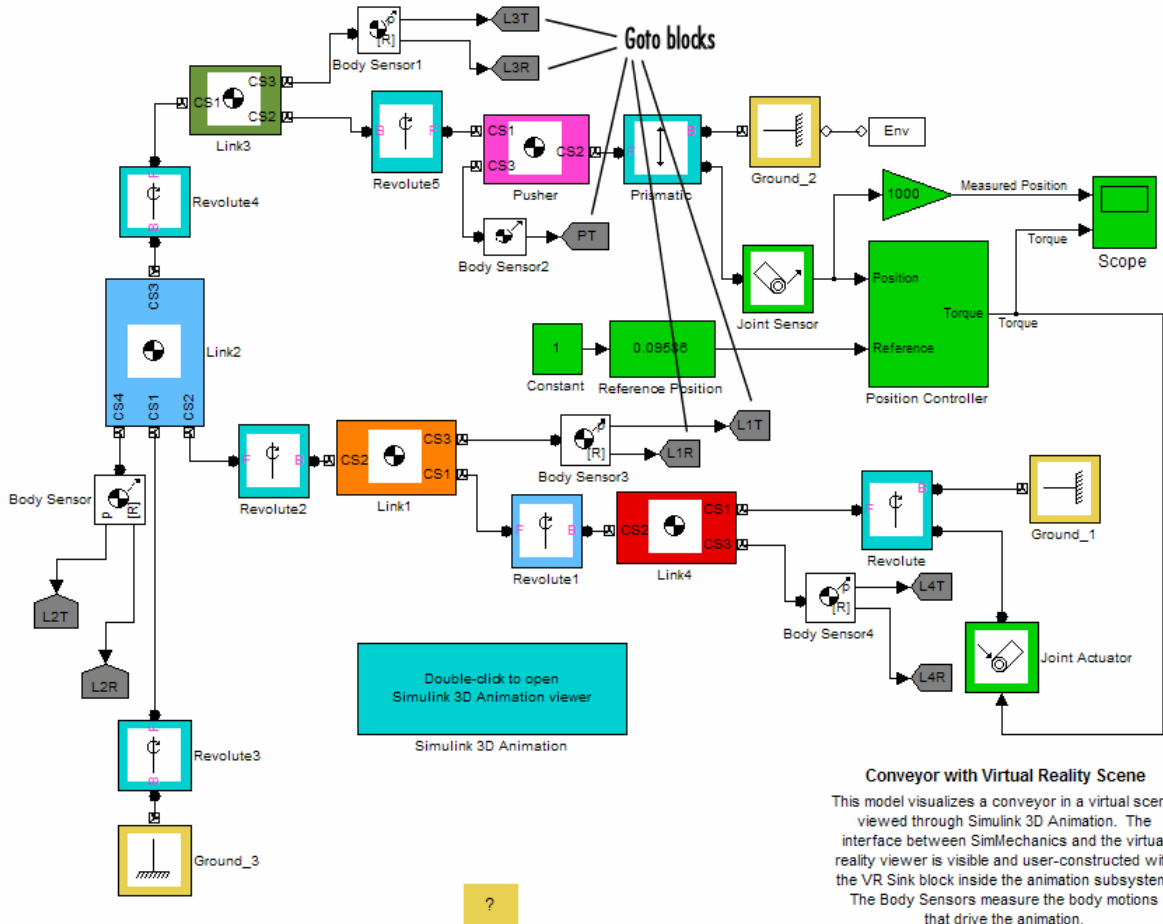 L3T
L3R
Goto blocks
p
[R]
Body Sensor1
CS1
CS3
CS2
Link3
B
F
Revolute5
CS1
CS3
CS2
Pusher
F
B
Prismatic
Ground_2
Env
F
B
Revolute4
Body Sensor2
PT
1000
Measured Position
Torque
Scope
Joint Sensor
Position
Reference
Torque
Torque
Position Controller
1
Constant
0.09536
Reference Position
CS3
CS4
CS1
CS2
Link2
F
B
Revolute2
CS2
CS3
CS1
Link1
p
[R]
Body Sensor3
L1T
L1R
Body Sensor
p
[R]
L2T
L2R
F
B
Revolute1
CS2
CS1
CS3
Link4
F
B
Revolute
Ground_1
p
[R]
Body Sensor4
L4T
L4R
Joint Actuator
Double-click to open
Simulink 3D Animation viewer
Simulink 3D Animation
F
B
Revolute3
Ground_3
?
Conveyor with Virtual Reality Scene
This model visualizes a conveyor in a virtual scen
viewed through Simulink 3D Animation. The
interface between SimMechanics and the virtua
reality viewer is visible and user-constructed wit
the VR Sink block inside the animation subsystem
The Body Sensors measure the body motions
that drive the animation.